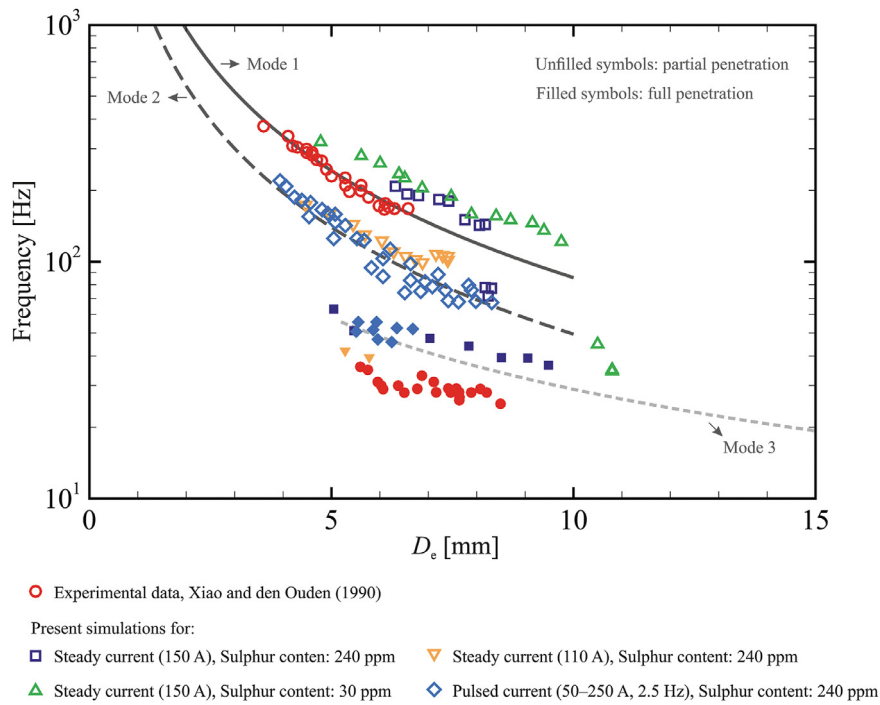 10³
Mode 1
Unfilled symbols: partial penetration
Mode 2
Filled symbols: full penetration
Frequency [Hz]
10²
Mode 3
10¹
0 5 10 15
Dₑ [mm]
Experimental data, Xiao and den Ouden (1990)
Present simulations for:
Steady current (150 A), Sulphur conten: 240 ppm
Steady current (110 A), Sulphur content: 240 ppm
Steady current (150 A), Sulphur content: 30 ppm
Pulsed current (50–250 A, 2.5 Hz), Sulphur content: 240 ppm